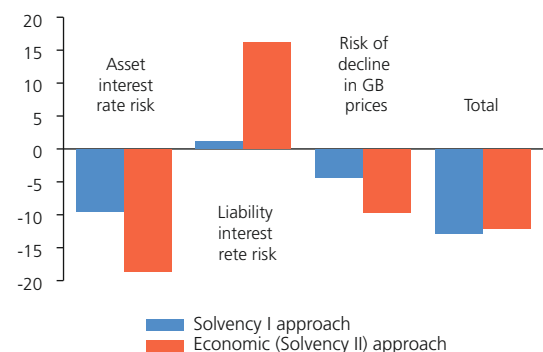 20
15
10
5
0
-5
-10
-15
-20
Asset
interest
rate risk
Liability
interest
rete risk
Risk of
decline
in GB
prices
Total
Solvency I approach
Economic (Solvency II) approach